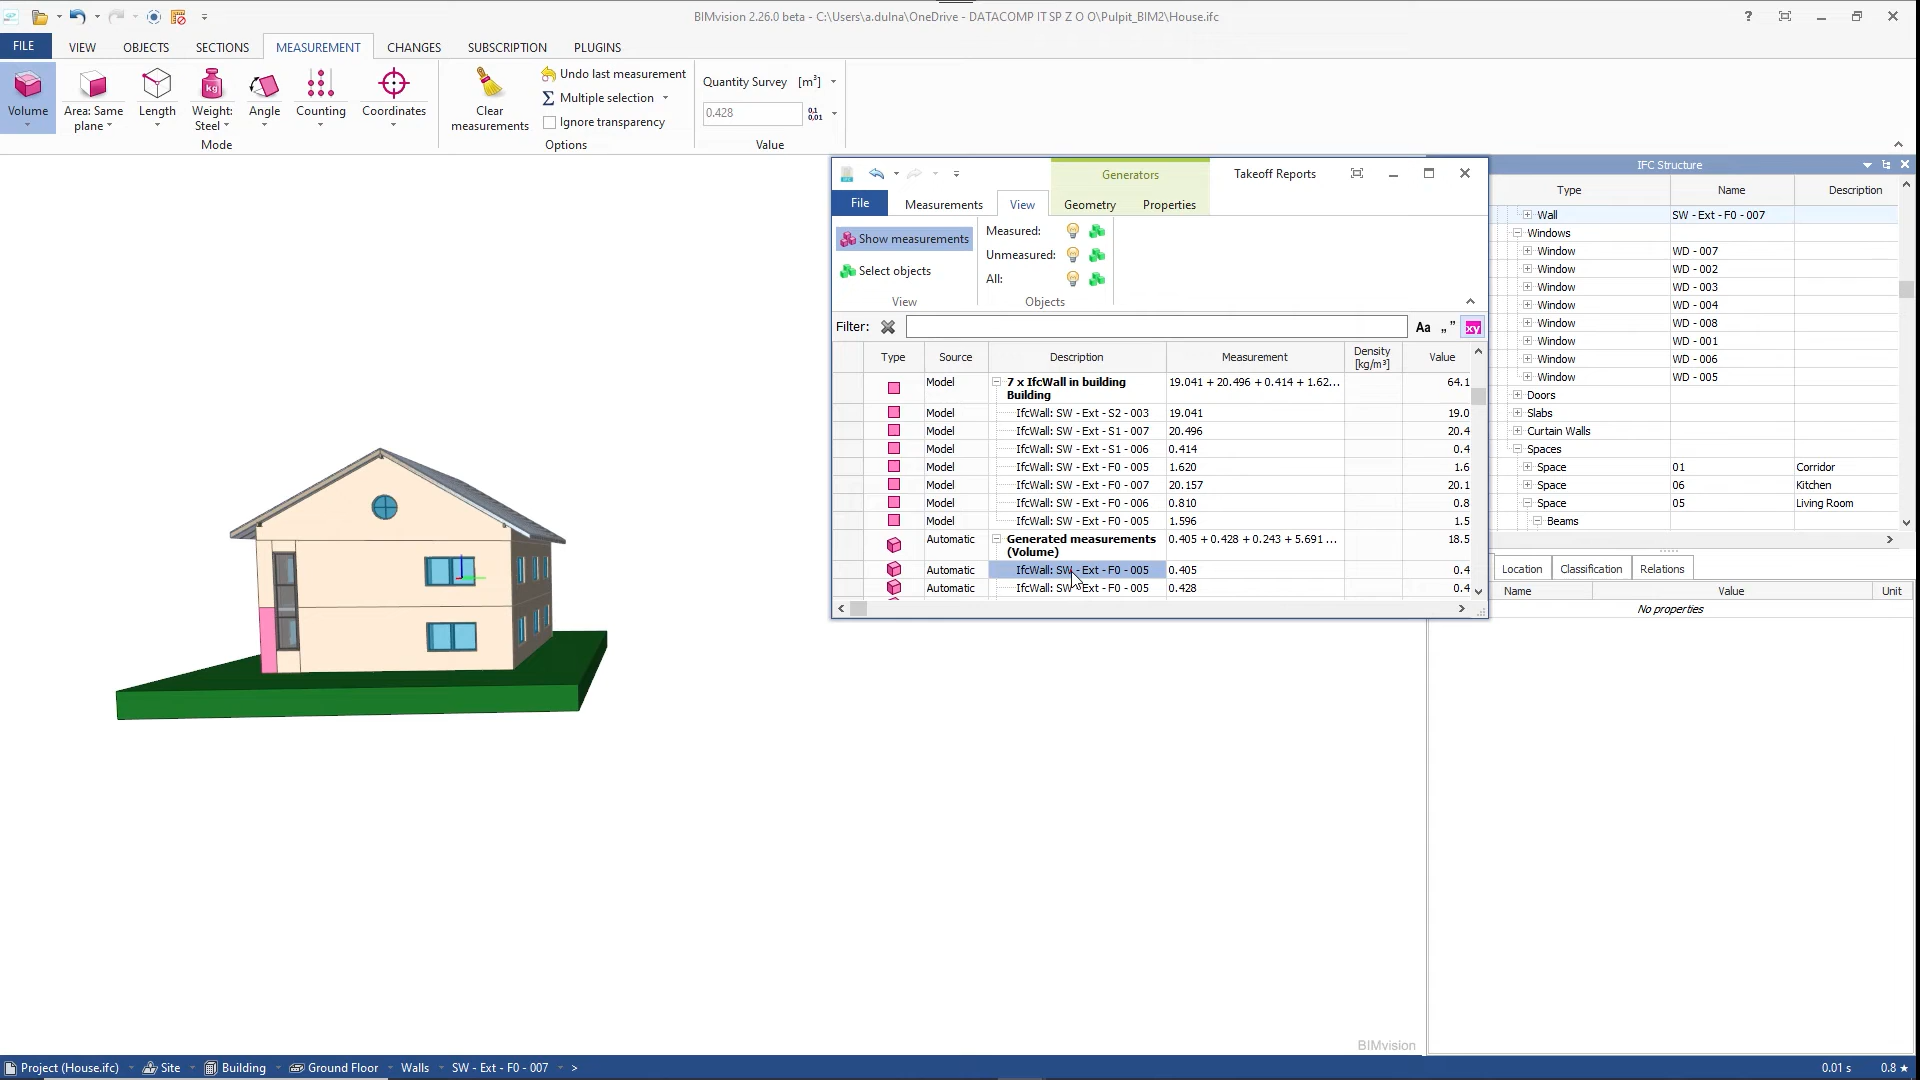 BIMvision 2.26.0 beta - C:\Users\a.dulna\OneDrive - DATACOMP IT SP Z O O\Pulpit_BIM2\House.ifc
?
FILE VIEW OBJECTS SECTIONS MEASUREMENT CHANGES SUBSCRIPTION PLUGINS
Volume
Area: Same
plane
Length
Weight:
Steel
Angle
Counting
Coordinates
Mode
Clear
measurements
Undo last measurement
Multiple selection
Ignore transparency
Options
Quantity Survey [m³]
0.428
Value
Generators
Takeoff Reports
File Measurements View Geometry Properties
Show measurements
Select objects
View
Measured:
Unmeasured:
All:
Objects
Filter:
Aa „ ” xy
Type Source Description Measurement Density [kg/m³] Value
Model 7 x IfcWall in building Building 19.041 + 20.496 + 0.414 + 1.62... 64.1
Model IfcWall: SW - Ext - S2 - 003 19.041 19.0
Model IfcWall: SW - Ext - S1 - 007 20.496 20.4
Model IfcWall: SW - Ext - S1 - 006 0.414 0.4
Model IfcWall: SW - Ext - F0 - 005 1.620 1.6
Model IfcWall: SW - Ext - F0 - 007 20.157 20.1
Model IfcWall: SW - Ext - F0 - 006 0.810 0.8
Model IfcWall: SW - Ext - F0 - 005 1.596 1.5
Automatic Generated measurements (Volume) 0.405 + 0.428 + 0.243 + 5.691 ... 18.5
Automatic IfcWall: SW - Ext - F0 - 005 0.405 0.4
Automatic IfcWall: SW - Ext - F0 - 005 0.428 0.4
IFC Structure
Type Name Description
Wall SW - Ext - F0 - 007
Windows
Window WD - 007
Window WD - 002
Window WD - 003
Window WD - 004
Window WD - 008
Window WD - 001
Window WD - 006
Window WD - 005
Doors
Slabs
Curtain Walls
Spaces
Space 01 Corridor
Space 06 Kitchen
Space 05 Living Room
Beams
Location Classification Relations
Name Value Unit
No properties
BIMvision
Project (House.ifc) Site Building Ground Floor Walls SW - Ext - F0 - 007 >
0.01 s 0.8 ★